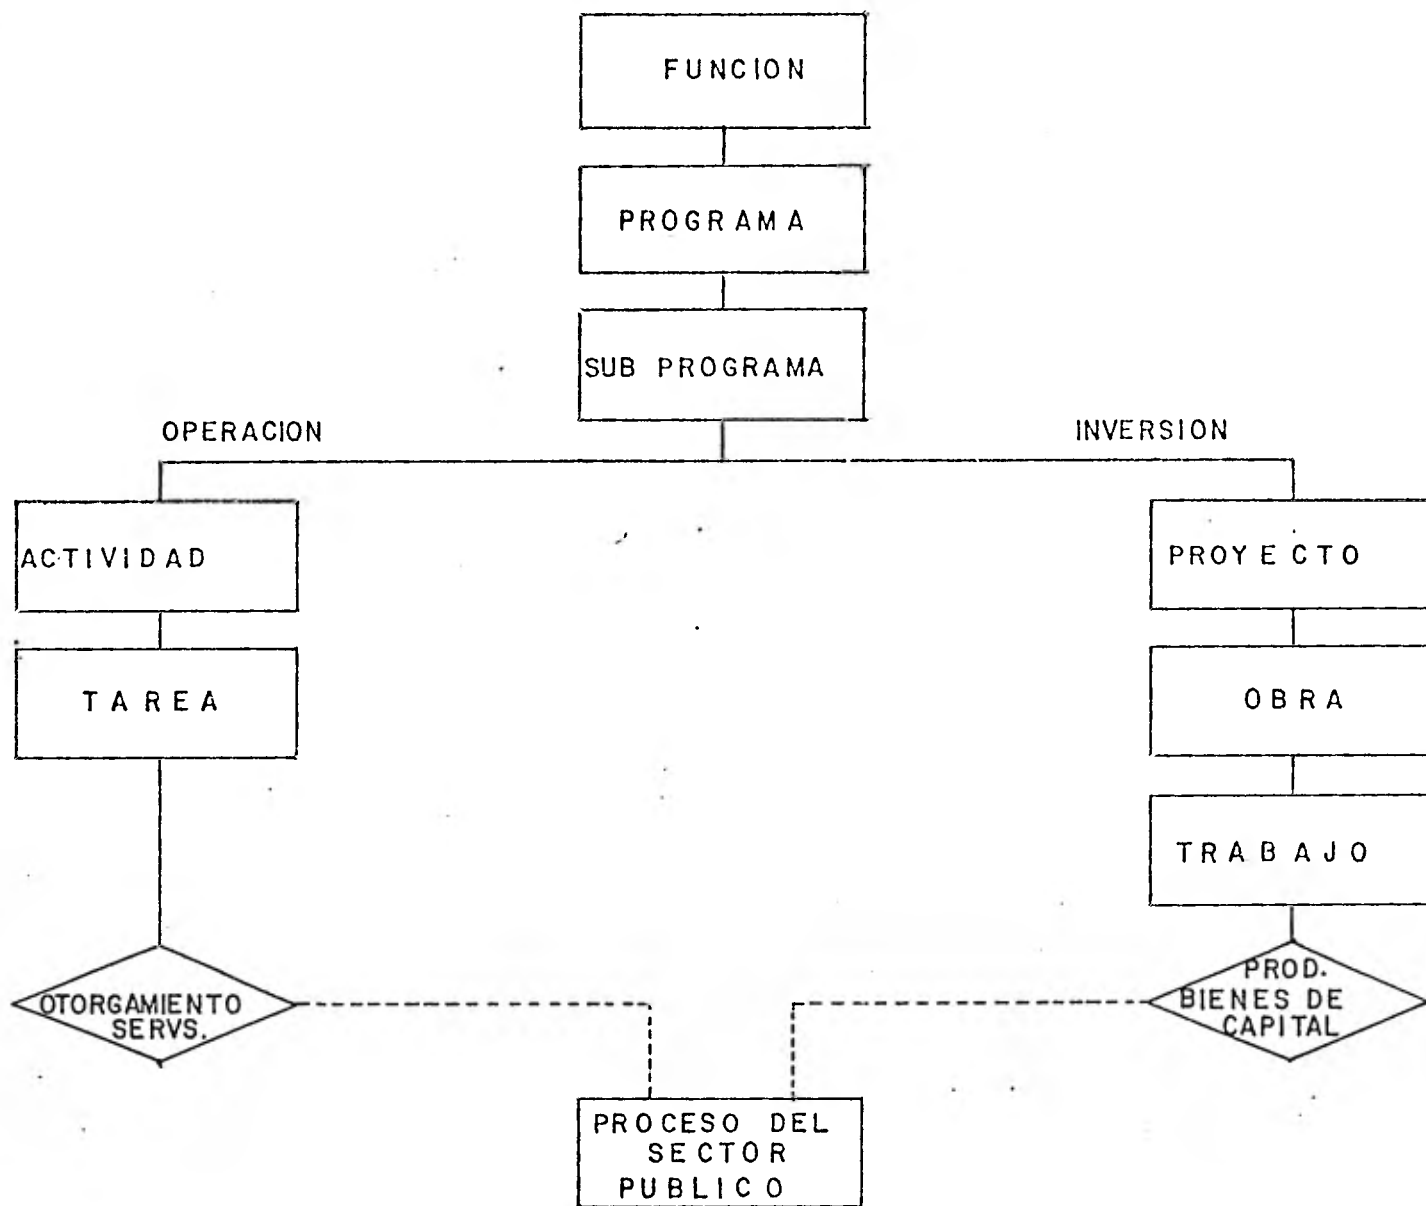 FUNCION
PROGRAMA
SUB PROGRAMA
OPERACION
INVERSION
ACTIVIDAD
PROYECTO
TAREA
OBRA
TRABAJO
OTORGAMIENTO
SERVS.
PROD.
BIENES DE
CAPITAL
PROCESO DEL
SECTOR
PUBLICO